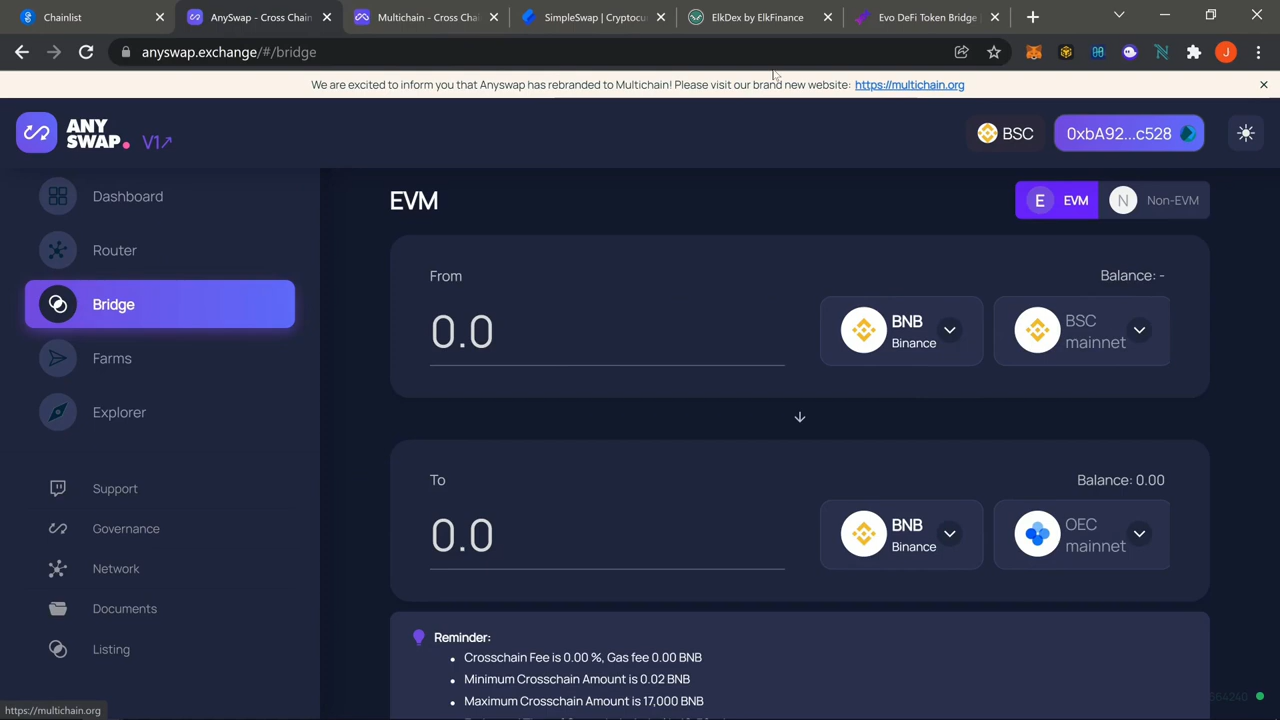 Chainlist
AnySwap - Cross Chain
Multichain - Cross Chai
SimpleSwap | Cryptocu
ElkDex by ElkFinance
Evo DeFi Token Bridge |
anyswap.exchange/#/bridge
J
We are excited to inform you that Anyswap has rebranded to Multichain! Please visit our brand new website: https://multichain.org
ANY
SWAP.
V1↗
BSC
0xbA92...c528
Dashboard
Router
Bridge
Farms
Explorer
Support
Governance
Network
Documents
Listing
EVM
E EVM
N Non-EVM
From
Balance: -
0.0
BNB
Binance
BSC
mainnet
To
Balance: 0.00
0.0
BNB
Binance
OEC
mainnet
Reminder:
• Crosschain Fee is 0.00 %, Gas fee 0.00 BNB
• Minimum Crosschain Amount is 0.02 BNB
• Maximum Crosschain Amount is 17,000 BNB
https://multichain.org